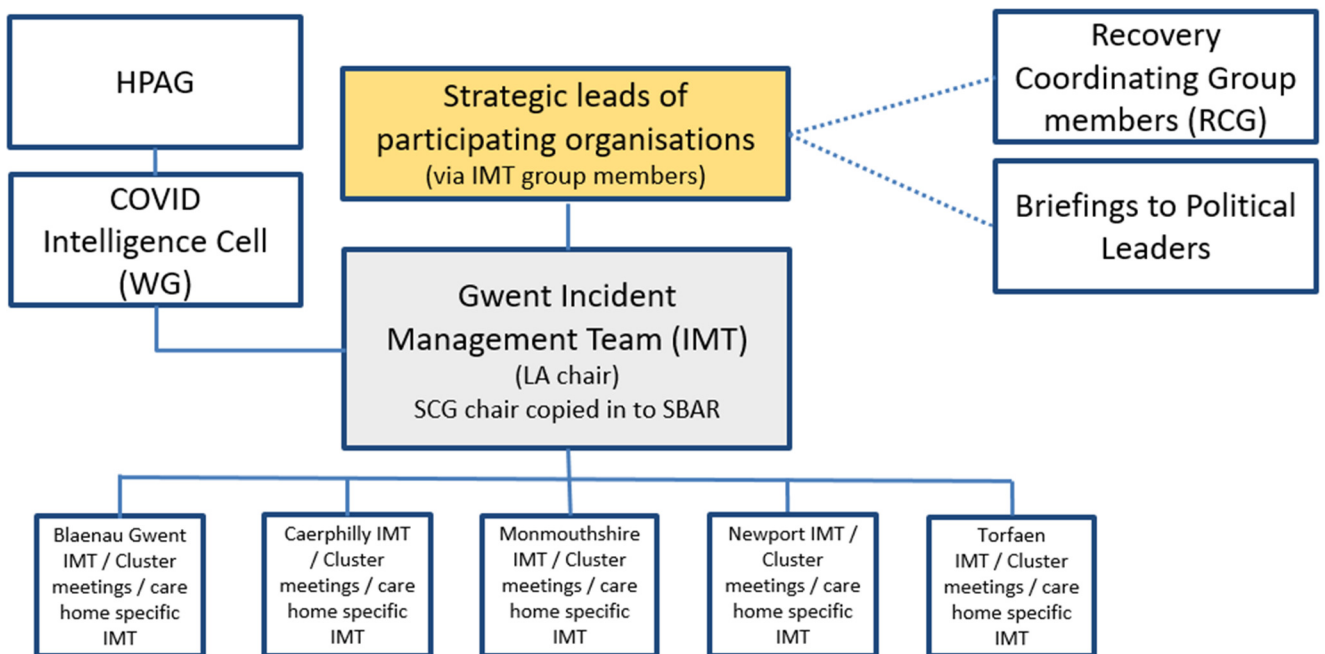 HPAG
COVID
Intelligence Cell
(WG)
Strategic leads of
participating organisations
(via IMT group members)
Recovery
Coordinating Group
members (RCG)
Briefings to Political
Leaders
Gwent Incident
Management Team (IMT)
(LA chair)
SCG chair copied in to SBAR
Blaenau Gwent
IMT / Cluster
meetings / care
home specific
IMT
Caerphilly IMT
/ Cluster
meetings / care
home specific
IMT
Monmouthshire
IMT / Cluster
meetings / care
home specific
IMT
Newport IMT /
Cluster
meetings / care
home specific
IMT
Torfaen
IMT / Cluster
meetings / care
home specific
IMT